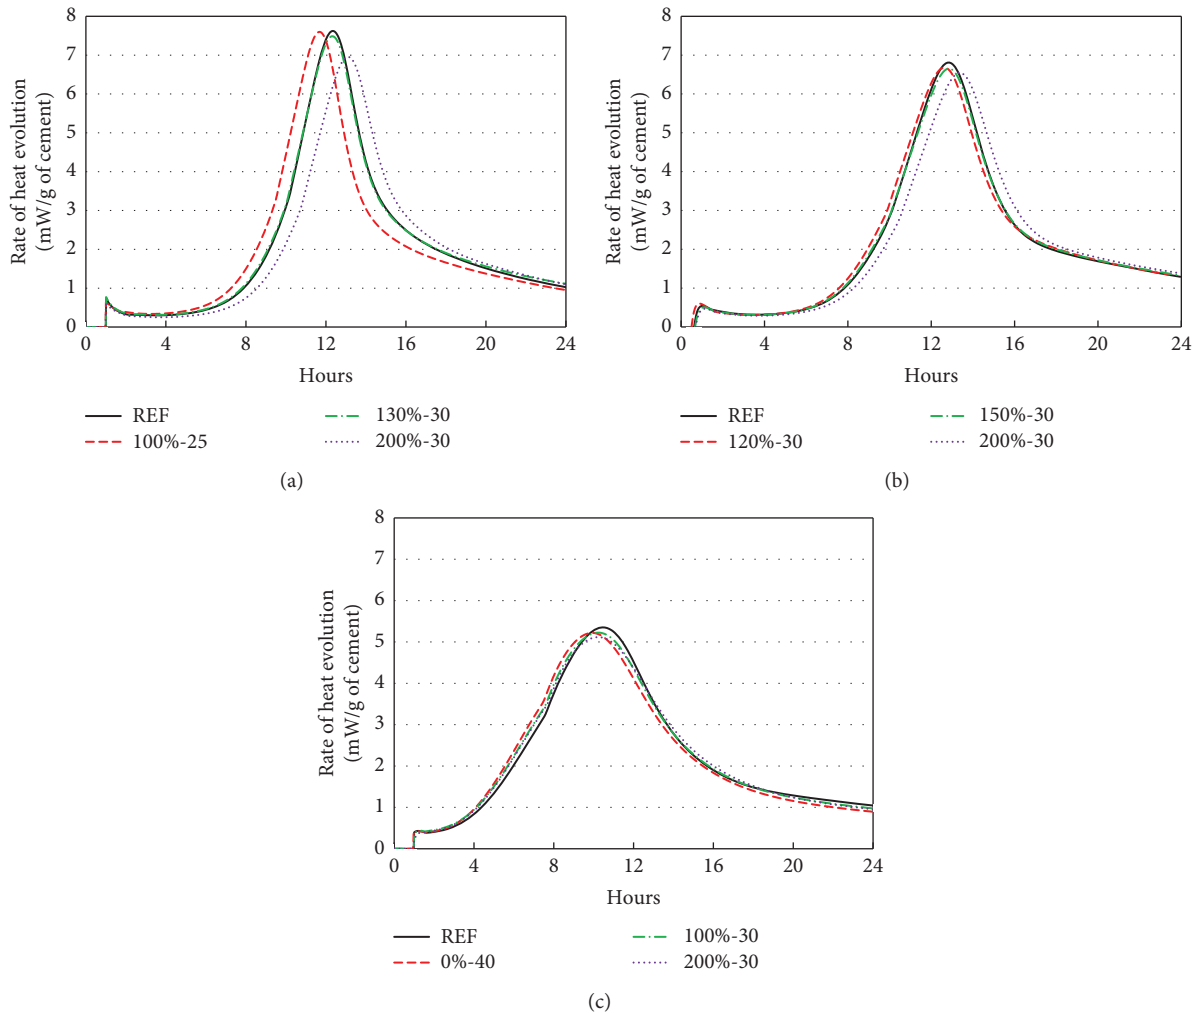 Rate of heat evolution
(mW/g of cement)
8
7
6
5
4
3
2
1
0
0 4 8 12 16 20 24
Hours
REF
100%-25
130%-30
200%-30
(a)
Rate of heat evolution
(mW/g of cement)
8
7
6
5
4
3
2
1
0
0 4 8 12 16 20 24
Hours
REF
120%-30
150%-30
200%-30
(b)
Rate of heat evolution
(mW/g of cement)
8
7
6
5
4
3
2
1
0
0 4 8 12 16 20 24
Hours
REF
0%-40
100%-30
200%-30
(c)